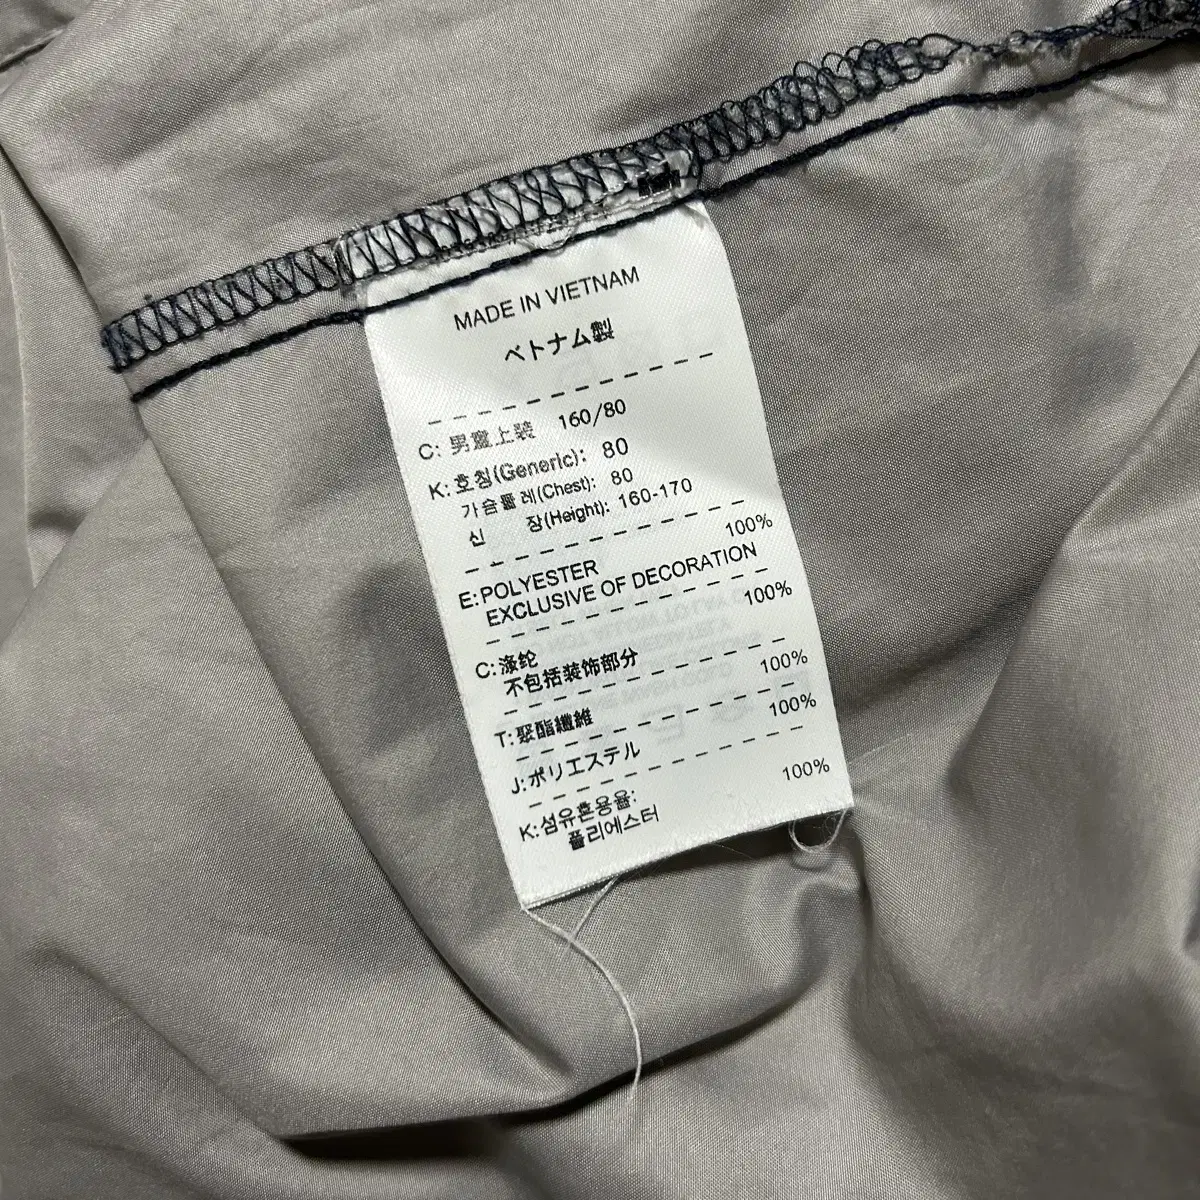 MADE IN VIETNAM
ベトナム製
C: 男童上装 160/80
K: 호칭(Generic): 80
가슴둘레(Chest): 80
신 장(Height): 160-170
100%
E: POLYESTER
EXCLUSIVE OF DECORATION
100%
C: 涤纶
不包括装饰部分
100%
T: 聚酯纖維
100%
J: ポリエステル
100%
K: 섬유혼용율:
폴리에스터